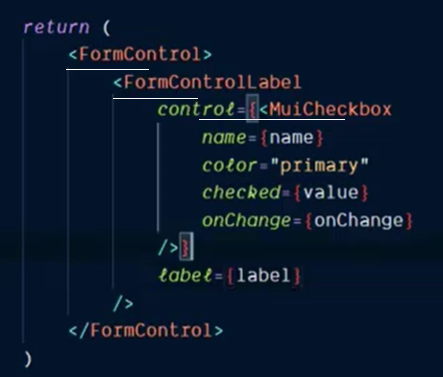 return (
<FormControl>
<FormControlLabel
control={<MuiCheckbox
name={name}
color="primary"
checked={value}
onChange={onChange}
/>}
label={label}
/>
</FormControl>
)